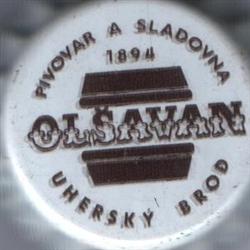 PIVOVAR A SLADOVNA
1894
OLŠAVAN
UHERSKÝ BROD